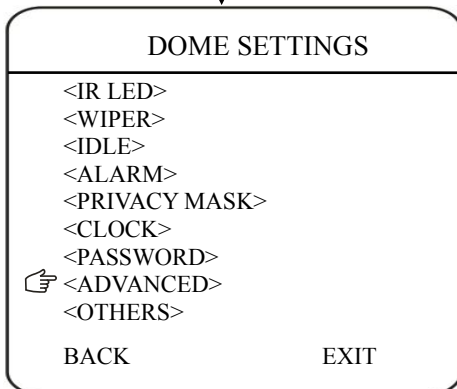 DOME SETTINGS
<IR LED>
<WIPER>
<IDLE>
<ALARM>
<PRIVACY MASK>
<CLOCK>
<PASSWORD>
<ADVANCED>
<OTHERS>
BACK EXIT